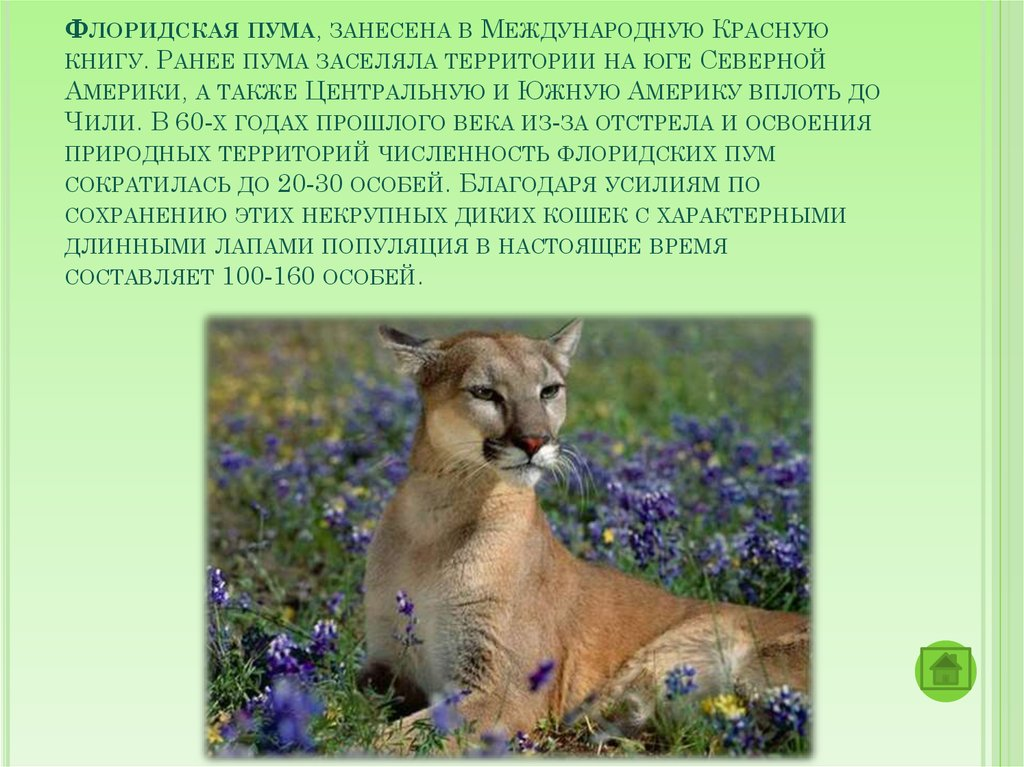 Флоридская пума, занесена в Международную Красную
книгу. Ранее пума заселяла территории на юге Северной
Америки, а также Центральную и Южную Америку вплоть до
Чили. В 60-х годах прошлого века из-за отстрела и освоения
природных территорий численность флоридских пум
сократилась до 20-30 особей. Благодаря усилиям по
сохранению этих некрупных диких кошек с характерными
длинными лапами популяция в настоящее время
составляет 100-160 особей.